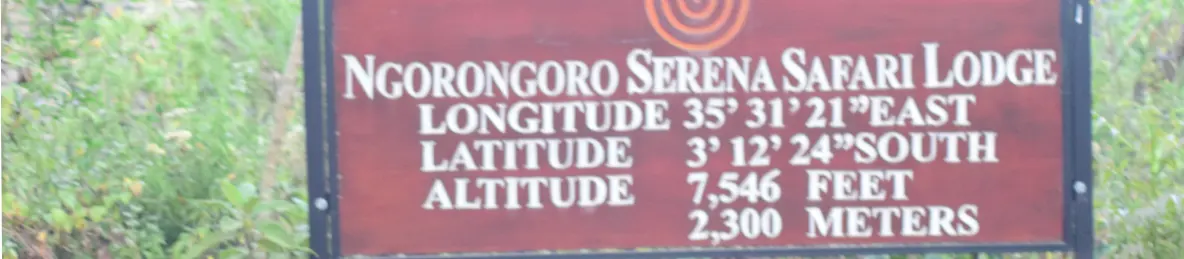 NGORONGORO SERENA SAFARI LODGE
LONGITUDE 35’ 31’ 21”EAST
LATITUDE 3’ 12’ 24”SOUTH
ALTITUDE 7,546 FEET
2,300 METERS